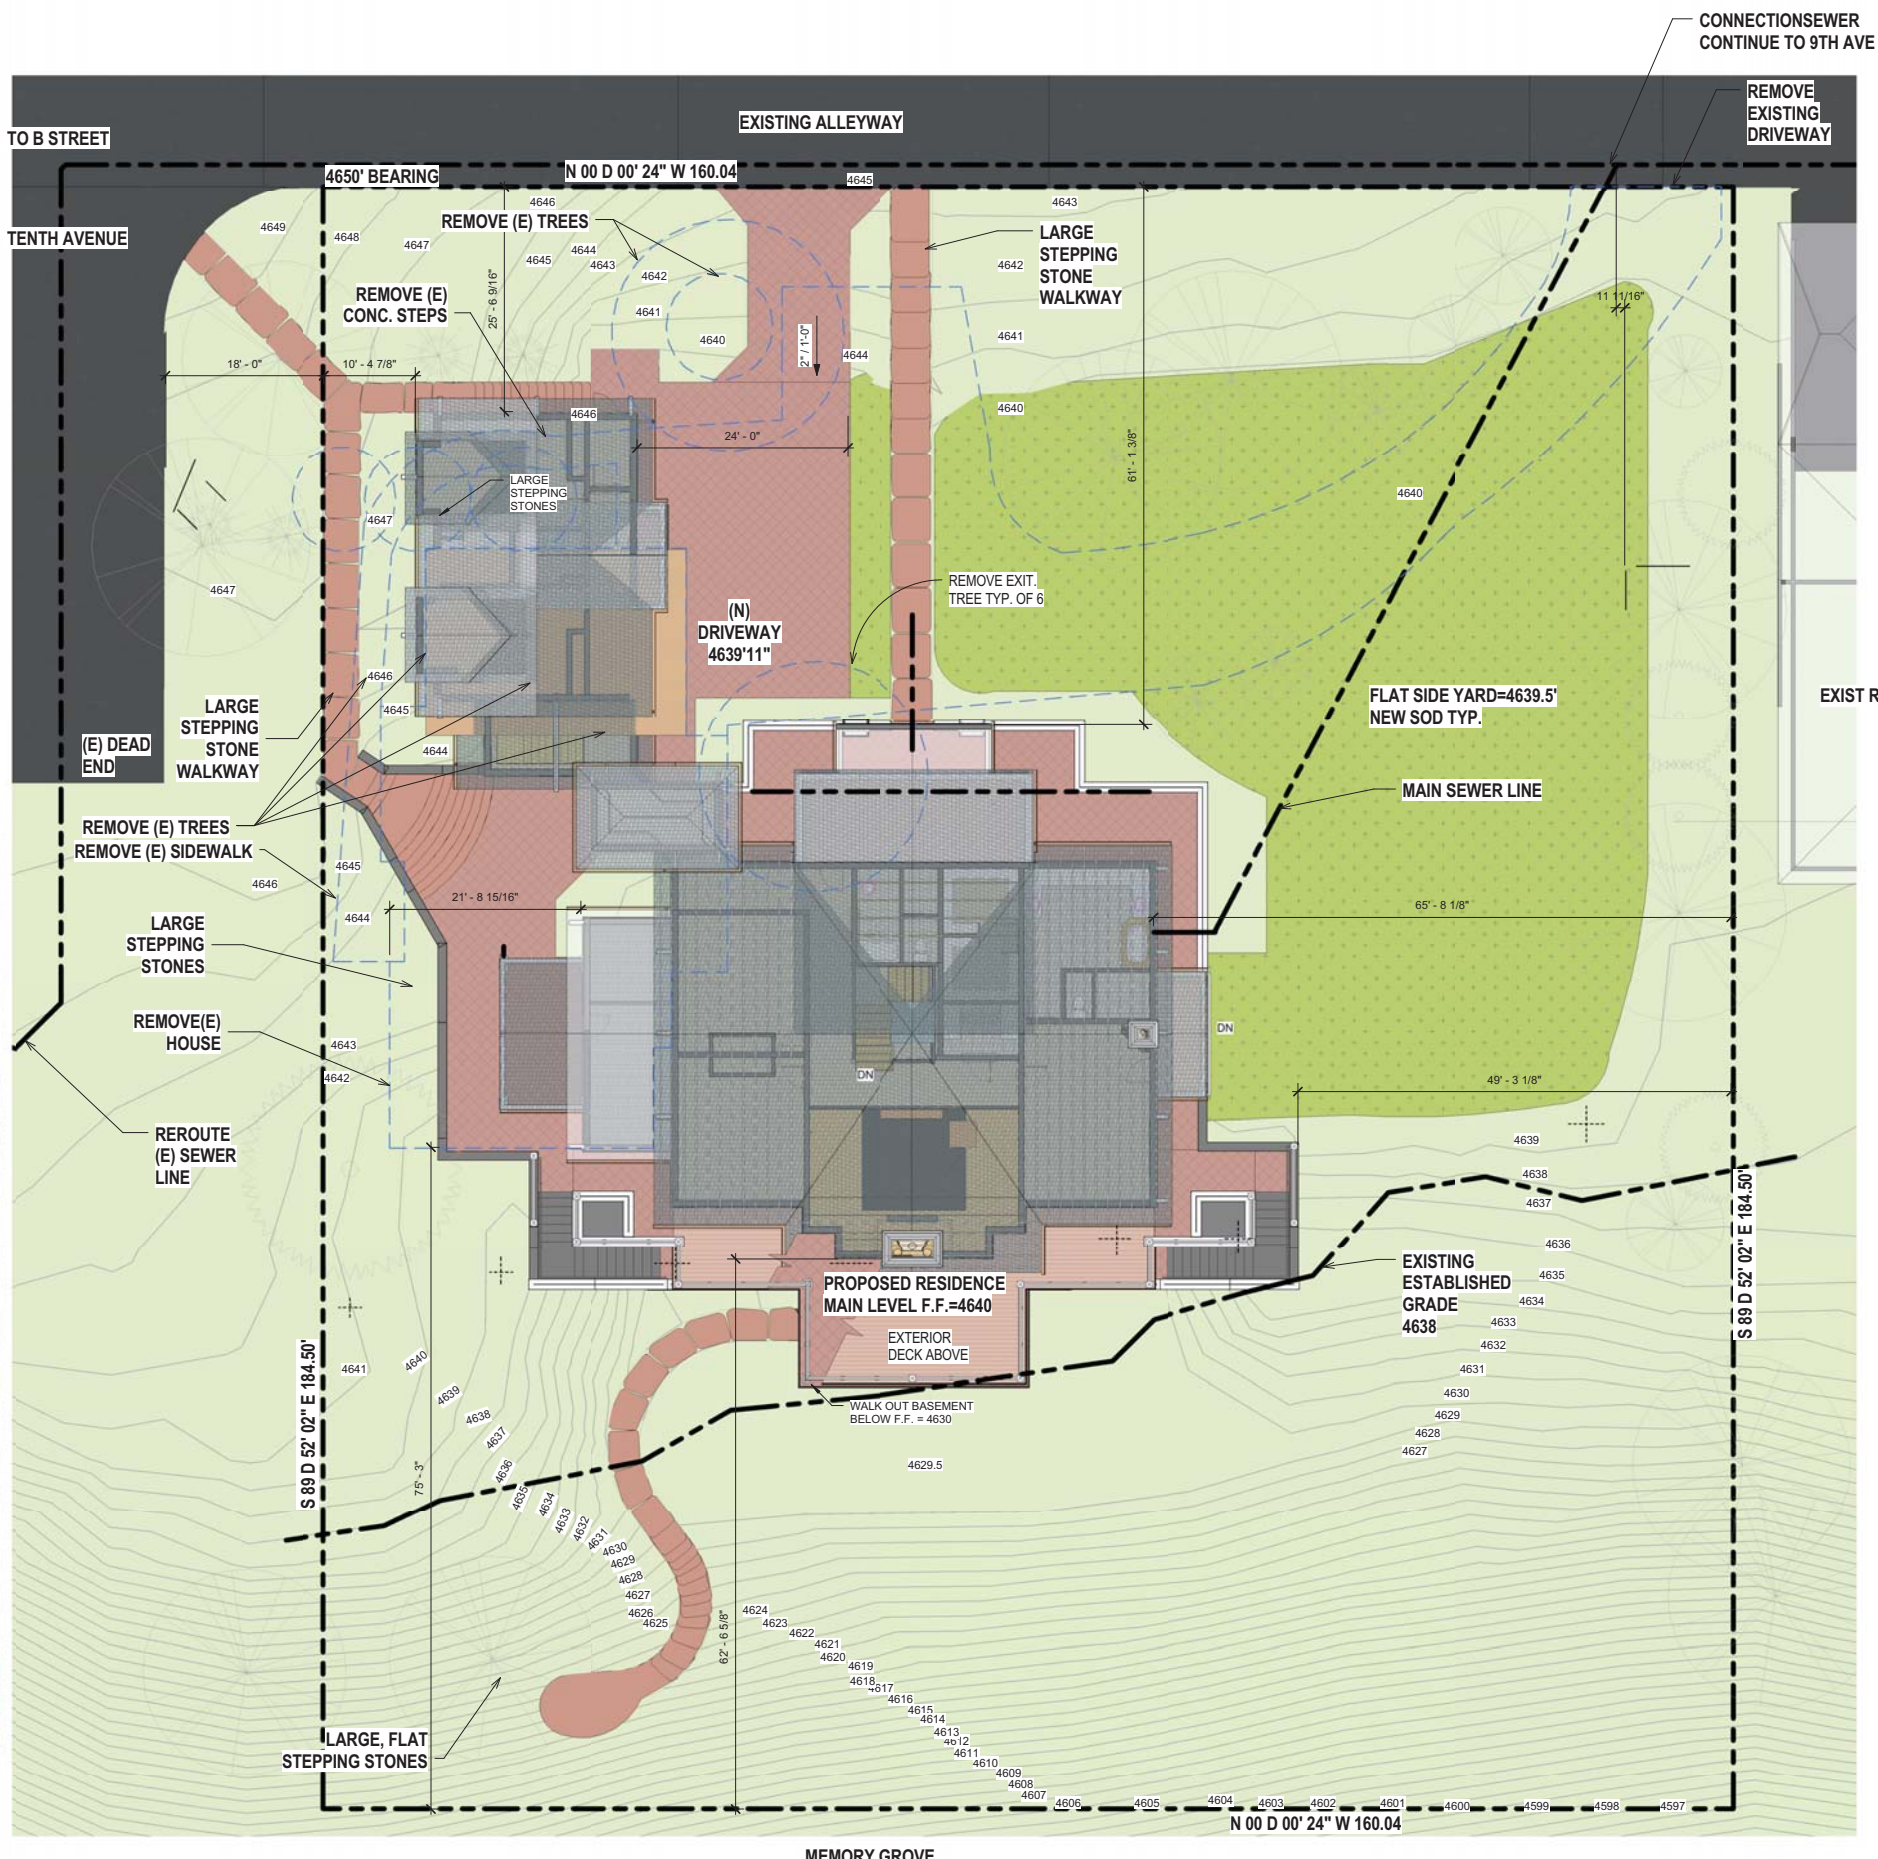 CONNECTIONSEWER
CONTINUE TO 9TH AVE
REMOVE
EXISTING
DRIVEWAY
EXISTING ALLEYWAY
TO B STREET
4650' BEARING
N 00 D 00' 24" W 160.04
4645
4646
4643
REMOVE (E) TREES
TENTH AVENUE
4649
4648
4647
4645
4644
4643
4642
4641
4640
LARGE
STEPPING
STONE
WALKWAY
4642
4641
4640
REMOVE (E)
CONC. STEPS
25' - 6 9/16"
2" / 1'-0"
4644
11 11/16"
18' - 0"
10' - 4 7/8"
4646
24' - 0"
61' - 1 3/8"
4640
LARGE
STEPPING
STONES
4647
4647
REMOVE EXIT.
TREE TYP. OF 6
(N)
DRIVEWAY
4639'11"
4646
4645
4644
LARGE
STEPPING
STONE
WALKWAY
(E) DEAD
END
FLAT SIDE YARD=4639.5'
NEW SOD TYP.
EXIST R
MAIN SEWER LINE
REMOVE (E) TREES
REMOVE (E) SIDEWALK
4645
4646
4644
21' - 8 15/16"
65' - 8 1/8"
LARGE
STEPPING
STONES
REMOVE(E)
HOUSE
4643
4642
DN
DN
49' - 3 1/8"
REROUTE
(E) SEWER
LINE
4639
4638
4637
4636
4635
4634
4633
4632
4631
4630
4629
4628
4627
S 89 D 52' 02" E 184.50'
EXISTING
ESTABLISHED
GRADE
4638
PROPOSED RESIDENCE
MAIN LEVEL F.F.=4640
EXTERIOR
DECK ABOVE
WALK OUT BASEMENT
BELOW F.F. = 4630
4629.5
S 89 D 52' 02" E 184.50'
75' - 3"
62' - 6 5/8"
4641
4640
4639
4638
4637
4636
4635
4634
4633
4632
4631
4630
4629
4628
4627
4626
4625
4624
4623
4622
4621
4620
4619
4618
4617
4616
4615
4614
4613
4612
4611
4610
4609
4608
4607
4606
4605
4604
4603
4602
4601
4600
4599
4598
4597
LARGE, FLAT
STEPPING STONES
N 00 D 00' 24" W 160.04
MEMORY GROVE